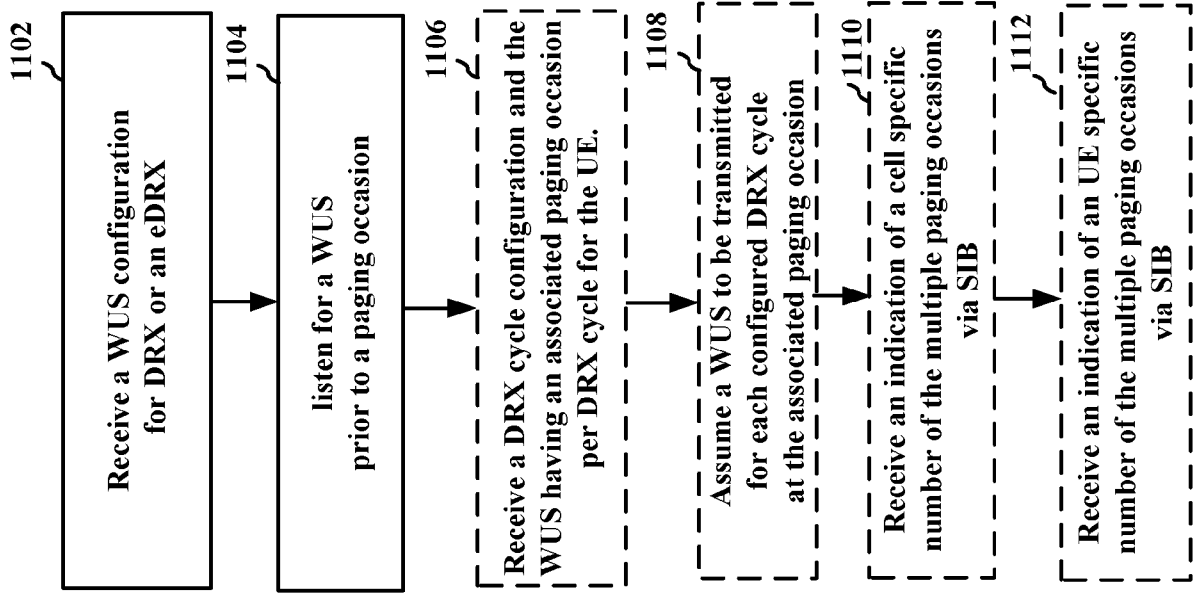 1102
Receive a WUS configuration
for DRX or an eDRX
1104
listen for a WUS
prior to a paging occasion
1106
Receive a DRX cycle configuration and the
WUS having an associated paging occasion
per DRX cycle for the UE.
1108
Assume a WUS to be transmitted
for each configured DRX cycle
at the associated paging occasion
1110
Receive an indication of a cell specific
number of the multiple paging occasions
via SIB
1112
Receive an indication of an UE specific
number of the multiple paging occasions
via SIB